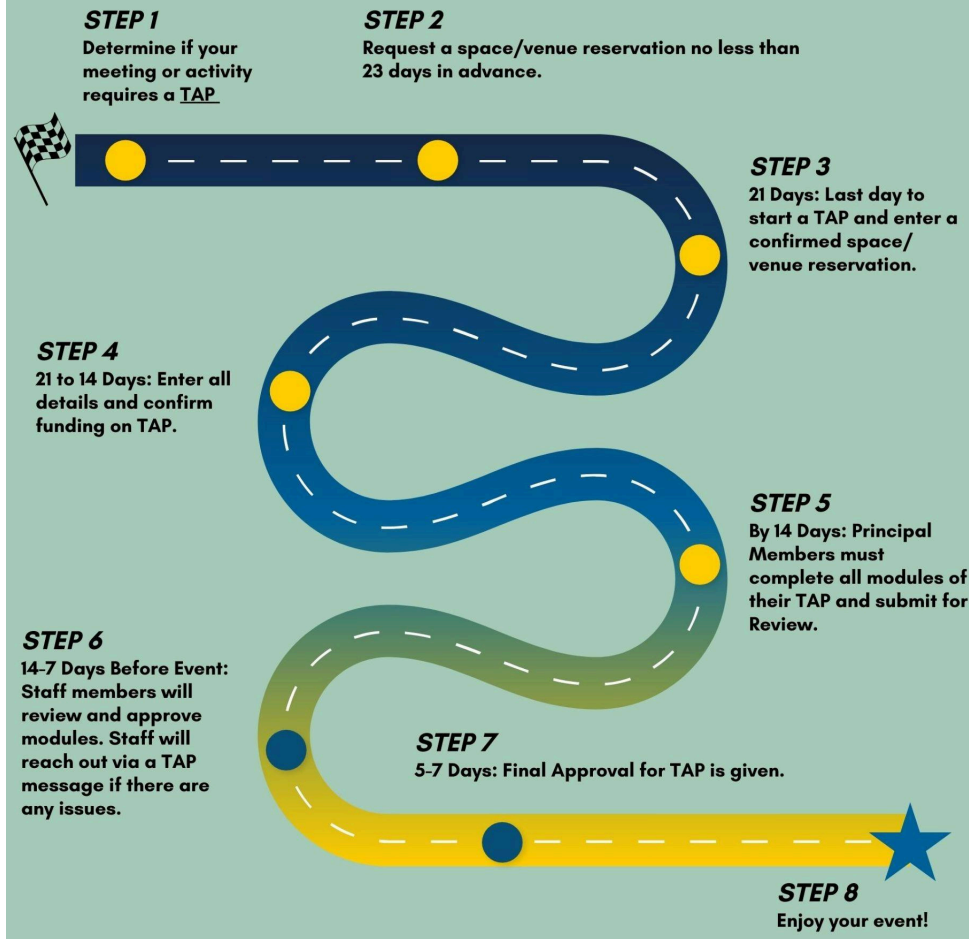 STEP 1
Determine if your
meeting or activity
requires a TAP
STEP 2
Request a space/venue reservation no less than
23 days in advance.
STEP 3
21 Days: Last day to
start a TAP and enter a
confirmed space/
venue reservation.
STEP 4
21 to 14 Days: Enter all
details and confirm
funding on TAP.
STEP 5
By 14 Days: Principal
Members must
complete all modules of
their TAP and submit for
Review.
STEP 6
14-7 Days Before Event:
Staff members will
review and approve
modules. Staff will
reach out via a TAP
message if there are
any issues.
STEP 7
5-7 Days: Final Approval for TAP is given.
STEP 8
Enjoy your event!